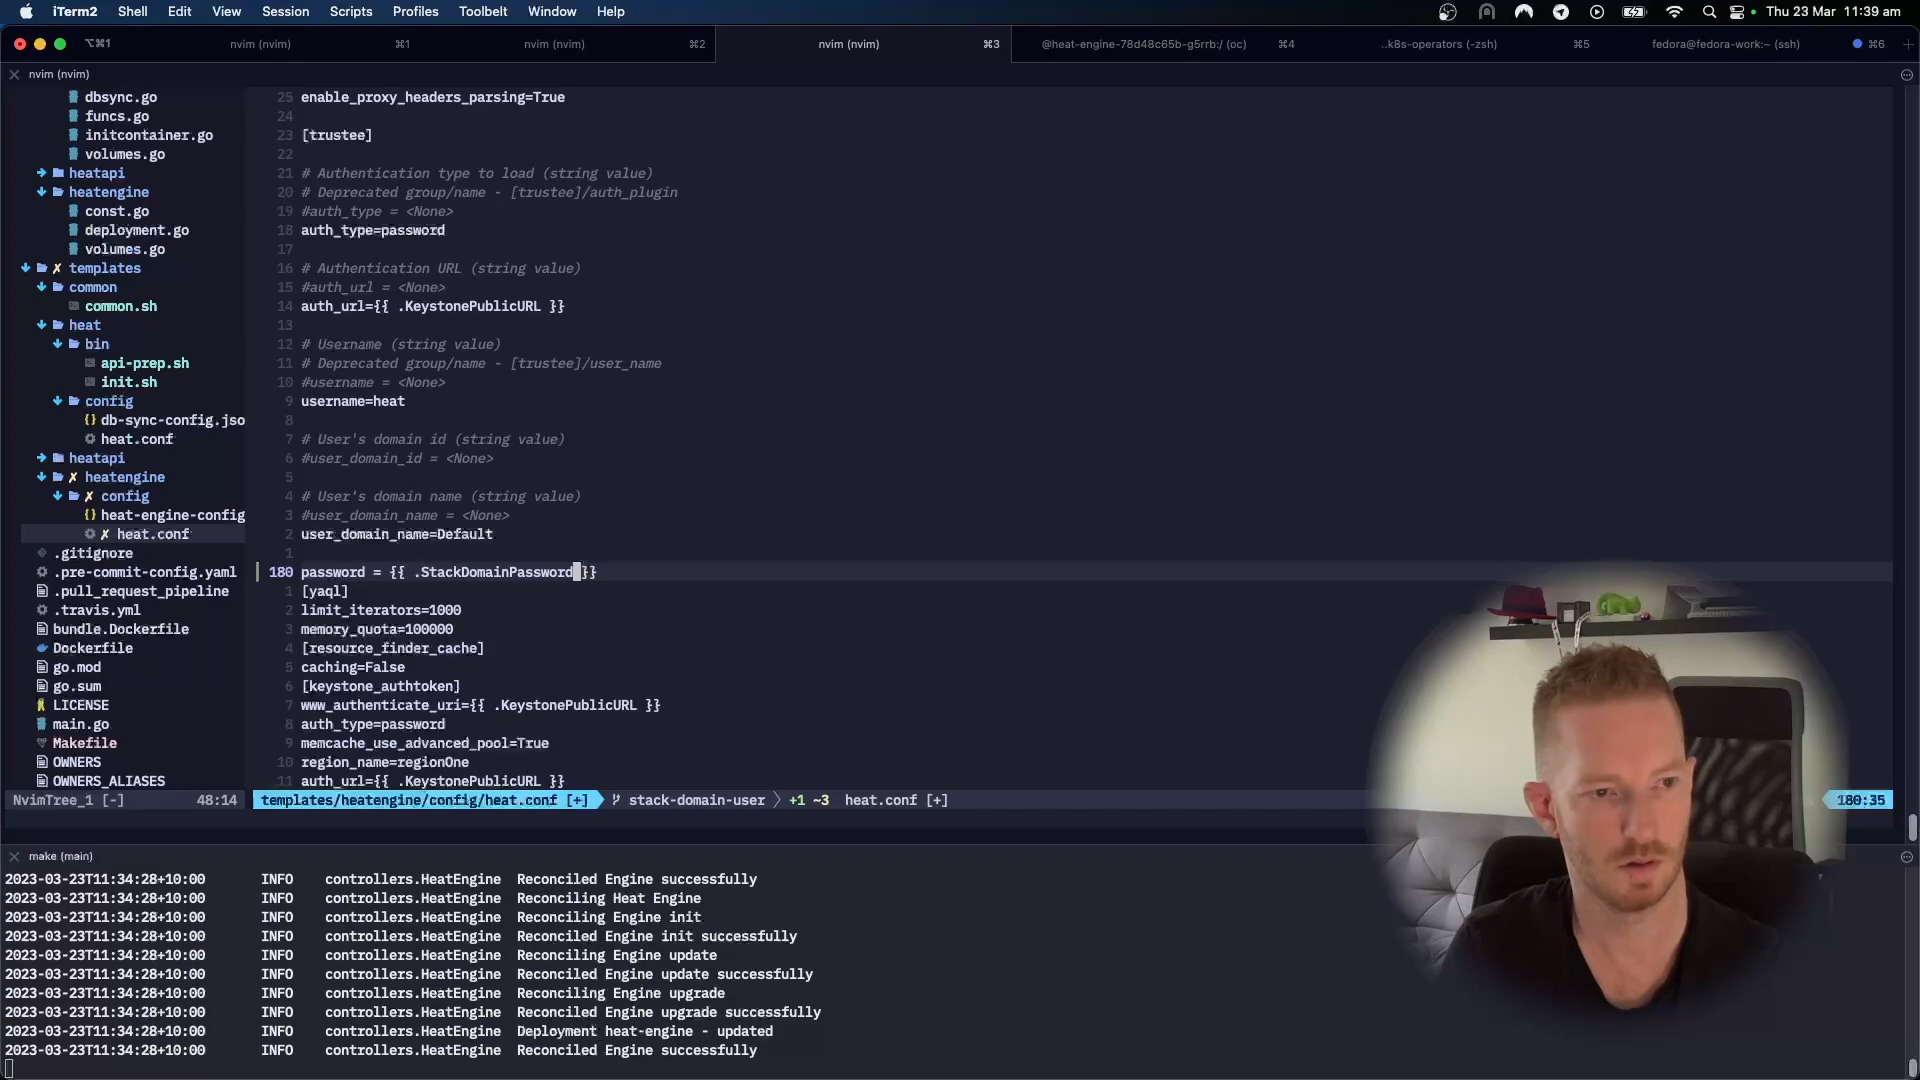 iTerm2 Shell Edit View Session Scripts Profiles Toolbelt Window Help Thu 23 Mar 11:39 am
⌥⌘1 nvim (nvim) ⌘1 nvim (nvim) ⌘2 nvim (nvim) ⌘3 @heat-engine-78d48c65b-g5rrb:/ (oc) ⌘4 ..k8s-operators (-zsh) ⌘5 fedora@fedora-work:~ (ssh) ⌘6
nvim (nvim)
dbsync.go
funcs.go
initcontainer.go
volumes.go
heatapi
heatengine
const.go
deployment.go
volumes.go
templates
common
common.sh
heat
bin
api-prep.sh
init.sh
config
db-sync-config.jso
heat.conf
heatapi
heatengine
config
heat-engine-config
heat.conf
.gitignore
.pre-commit-config.yaml
.pull_request_pipeline
.travis.yml
bundle.Dockerfile
Dockerfile
go.mod
go.sum
LICENSE
main.go
Makefile
OWNERS
OWNERS_ALIASES
NvimTree_1 [-] 48:14
25 enable_proxy_headers_parsing=True
24
23 [trustee]
22
21 # Authentication type to load (string value)
20 # Deprecated group/name - [trustee]/auth_plugin
19 #auth_type = <None>
18 auth_type=password
17
16 # Authentication URL (string value)
15 #auth_url = <None>
14 auth_url={{ .KeystonePublicURL }}
13
12 # Username (string value)
11 # Deprecated group/name - [trustee]/user_name
10 #username = <None>
9 username=heat
8
7 # User's domain id (string value)
6 #user_domain_id = <None>
5
4 # User's domain name (string value)
3 #user_domain_name = <None>
2 user_domain_name=Default
1
180 password = {{ .StackDomainPassword }}
1 [yaql]
2 limit_iterators=1000
3 memory_quota=100000
4 [resource_finder_cache]
5 caching=False
6 [keystone_authtoken]
7 www_authenticate_uri={{ .KeystonePublicURL }}
8 auth_type=password
9 memcache_use_advanced_pool=True
10 region_name=regionOne
11 auth_url={{ .KeystonePublicURL }}
templates/heatengine/config/heat.conf [+] stack-domain-user +1 ~3 heat.conf [+] 180:35
make (main)
2023-03-23T11:34:28+10:00 INFO controllers.HeatEngine Reconciled Engine successfully
2023-03-23T11:34:28+10:00 INFO controllers.HeatEngine Reconciling Heat Engine
2023-03-23T11:34:28+10:00 INFO controllers.HeatEngine Reconciling Engine init
2023-03-23T11:34:28+10:00 INFO controllers.HeatEngine Reconciled Engine init successfully
2023-03-23T11:34:28+10:00 INFO controllers.HeatEngine Reconciling Engine update
2023-03-23T11:34:28+10:00 INFO controllers.HeatEngine Reconciled Engine update successfully
2023-03-23T11:34:28+10:00 INFO controllers.HeatEngine Reconciling Engine upgrade
2023-03-23T11:34:28+10:00 INFO controllers.HeatEngine Reconciled Engine upgrade successfully
2023-03-23T11:34:28+10:00 INFO controllers.HeatEngine Deployment heat-engine - updated
2023-03-23T11:34:28+10:00 INFO controllers.HeatEngine Reconciled Engine successfully